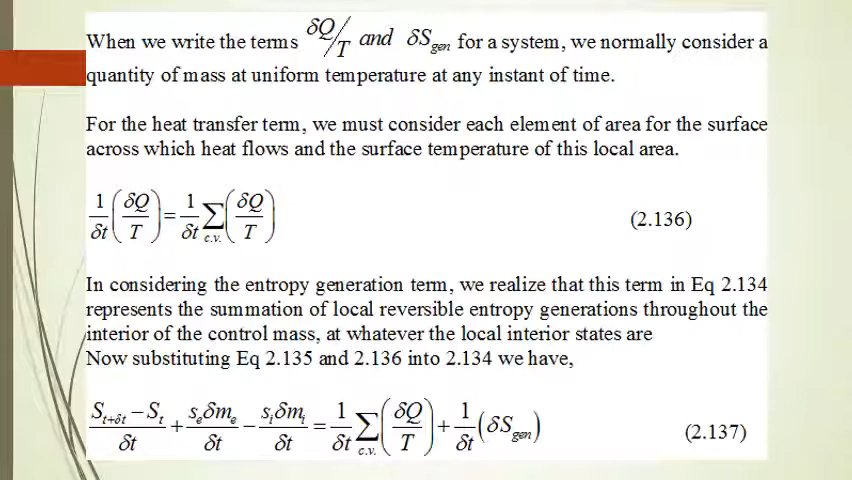 When we write the terms δQ/T and δS_gen for a system, we normally consider a
quantity of mass at uniform temperature at any instant of time.
For the heat transfer term, we must consider each element of area for the surface
across which heat flows and the surface temperature of this local area.
1/δt (δQ/T) = 1/δt ∑_c.v. (δQ/T) (2.136)
In considering the entropy generation term, we realize that this term in Eq 2.134
represents the summation of local reversible entropy generations throughout the
interior of the control mass, at whatever the local interior states are
Now substituting Eq 2.135 and 2.136 into 2.134 we have,
(S_t+δt − S_t)/δt + s_e δm_e/δt − s_i δm_i/δt = 1/δt ∑_c.v. (δQ/T) + 1/δt (δS_gen) (2.137)